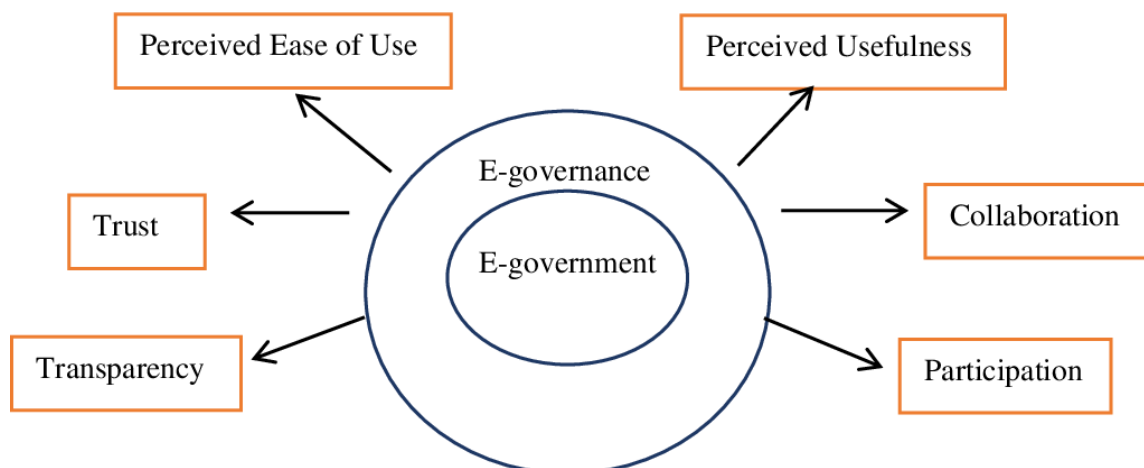 Perceived Ease of Use
Perceived Usefulness
E-governance
Trust
Collaboration
E-government
Transparency
Participation